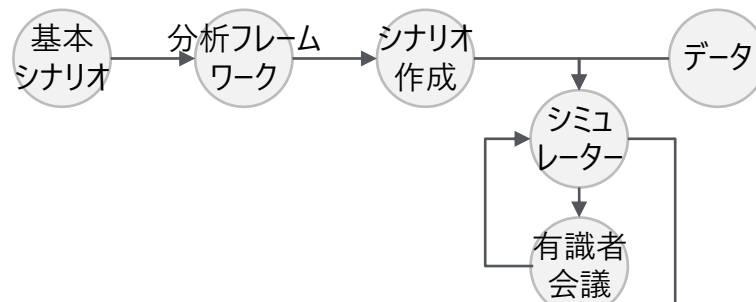 基本
シナリオ
分析フレーム
ワーク
シナリオ
作成
データ
シミュ
レーター
有識者
会議